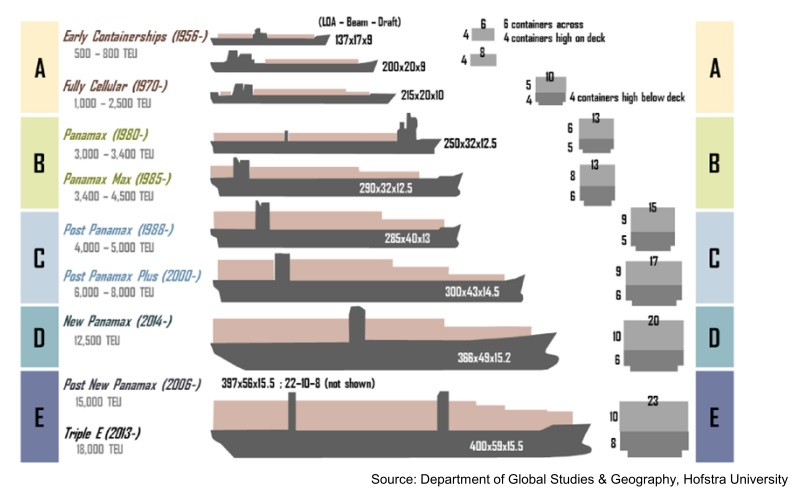 (LOA – Beam – Draft)
A
Early Containerships (1956-)
500 – 800 TEU
137x17x9
6
4
6 containers across
4 containers high on deck
A
200x20x9
8
4
Fully Cellular (1970-)
1,000 – 2,500 TEU
215x20x10
10
5
4
4 containers high below deck
B
Panamax (1980-)
3,000 – 3,400 TEU
250x32x12.5
13
6
5
B
Panamax Max (1985-)
3,400 – 4,500 TEU
290x32x12.5
13
8
6
C
Post Panamax (1988-)
4,000 – 5,000 TEU
285x40x13
15
9
5
C
Post Panamax Plus (2000-)
6,000 – 8,000 TEU
300x43x14.5
17
9
6
D
New Panamax (2014-)
12,500 TEU
366x49x15.2
20
10
6
D
E
Post New Panamax (2006-)
15,000 TEU
397x56x15.5 ; 22-10-8 (not shown)
E
Triple E (2013-)
18,000 TEU
400x59x15.5
23
10
8
Source: Department of Global Studies & Geography, Hofstra University